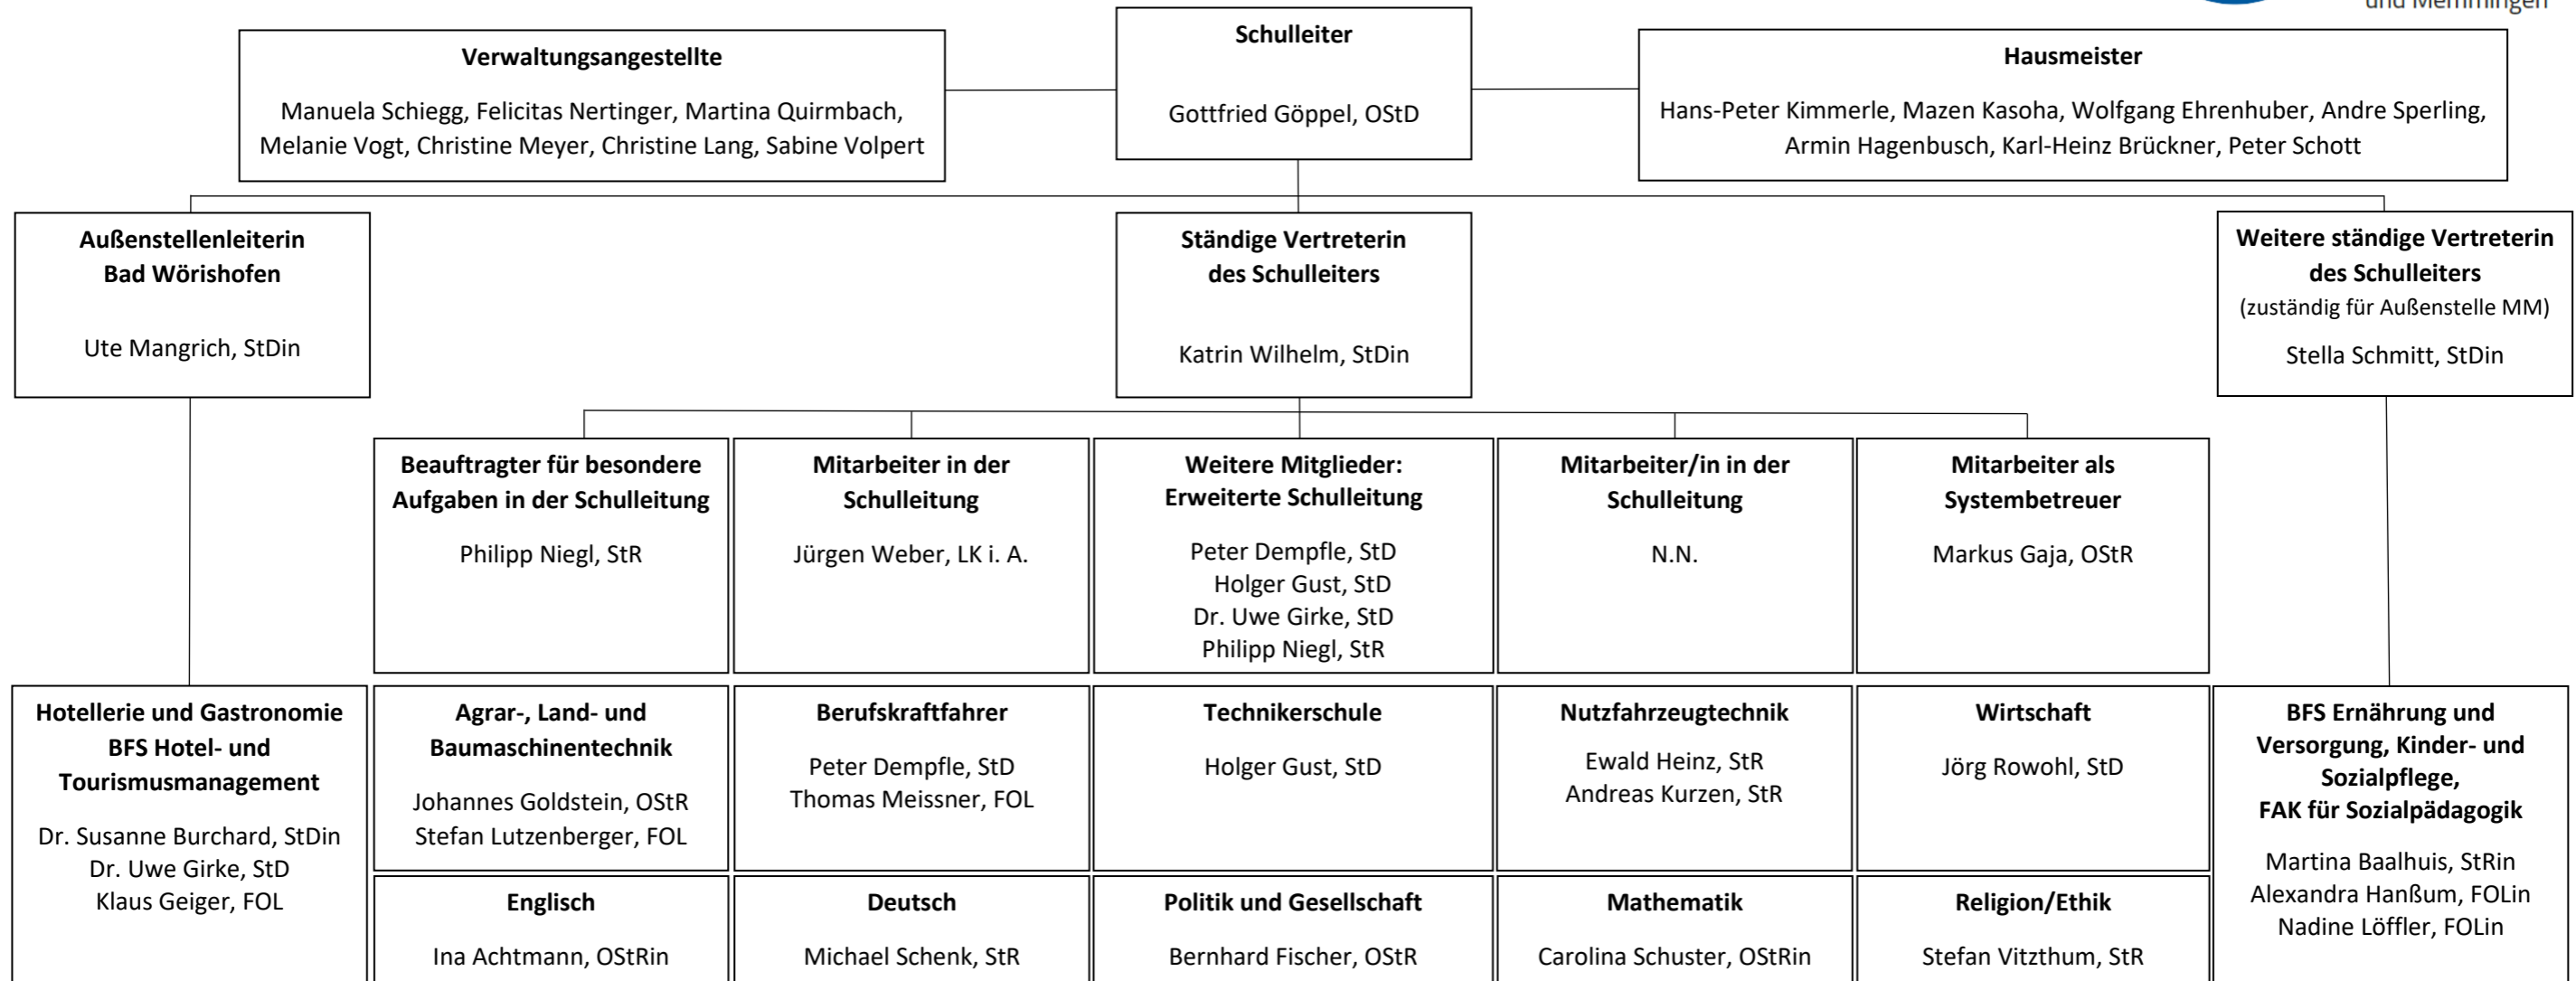 und Memmingen
Verwaltungsangestellte
Manuela Schiegg, Felicitas Nertinger, Martina Quirmbach,
Melanie Vogt, Christine Meyer, Christine Lang, Sabine Volpert
Schulleiter
Gottfried Göppel, OStD
Hausmeister
Hans-Peter Kimmerle, Mazen Kasoha, Wolfgang Ehrenhuber, Andre Sperling,
Armin Hagenbusch, Karl-Heinz Brückner, Peter Schott
Außenstellenleiterin
Bad Wörishofen
Ute Mangrich, StDin
Ständige Vertreterin
des Schulleiters
Katrin Wilhelm, StDin
Weitere ständige Vertreterin
des Schulleiters
(zuständig für Außenstelle MM)
Stella Schmitt, StDin
Beauftragter für besondere
Aufgaben in der Schulleitung
Philipp Niegl, StR
Mitarbeiter in der
Schulleitung
Jürgen Weber, LK i. A.
Weitere Mitglieder:
Erweiterte Schulleitung
Peter Dempfle, StD
Holger Gust, StD
Dr. Uwe Girke, StD
Philipp Niegl, StR
Mitarbeiter/in in der
Schulleitung
N.N.
Mitarbeiter als
Systembetreuer
Markus Gaja, OStR
Hotellerie und Gastronomie
BFS Hotel- und
Tourismusmanagement
Dr. Susanne Burchard, StDin
Dr. Uwe Girke, StD
Klaus Geiger, FOL
Agrar-, Land- und
Baumaschinentechnik
Johannes Goldstein, OStR
Stefan Lutzenberger, FOL
Berufskraftfahrer
Peter Dempfle, StD
Thomas Meissner, FOL
Technikerschule
Holger Gust, StD
Nutzfahrzeugtechnik
Ewald Heinz, StR
Andreas Kurzen, StR
Wirtschaft
Jörg Rowohl, StD
BFS Ernährung und
Versorgung, Kinder- und
Sozialpflege,
FAK für Sozialpädagogik
Martina Baalhuis, StRin
Alexandra Hanßum, FOLin
Nadine Löffler, FOLin
Englisch
Ina Achtmann, OStRin
Deutsch
Michael Schenk, StR
Politik und Gesellschaft
Bernhard Fischer, OStR
Mathematik
Carolina Schuster, OStRin
Religion/Ethik
Stefan Vitzthum, StR